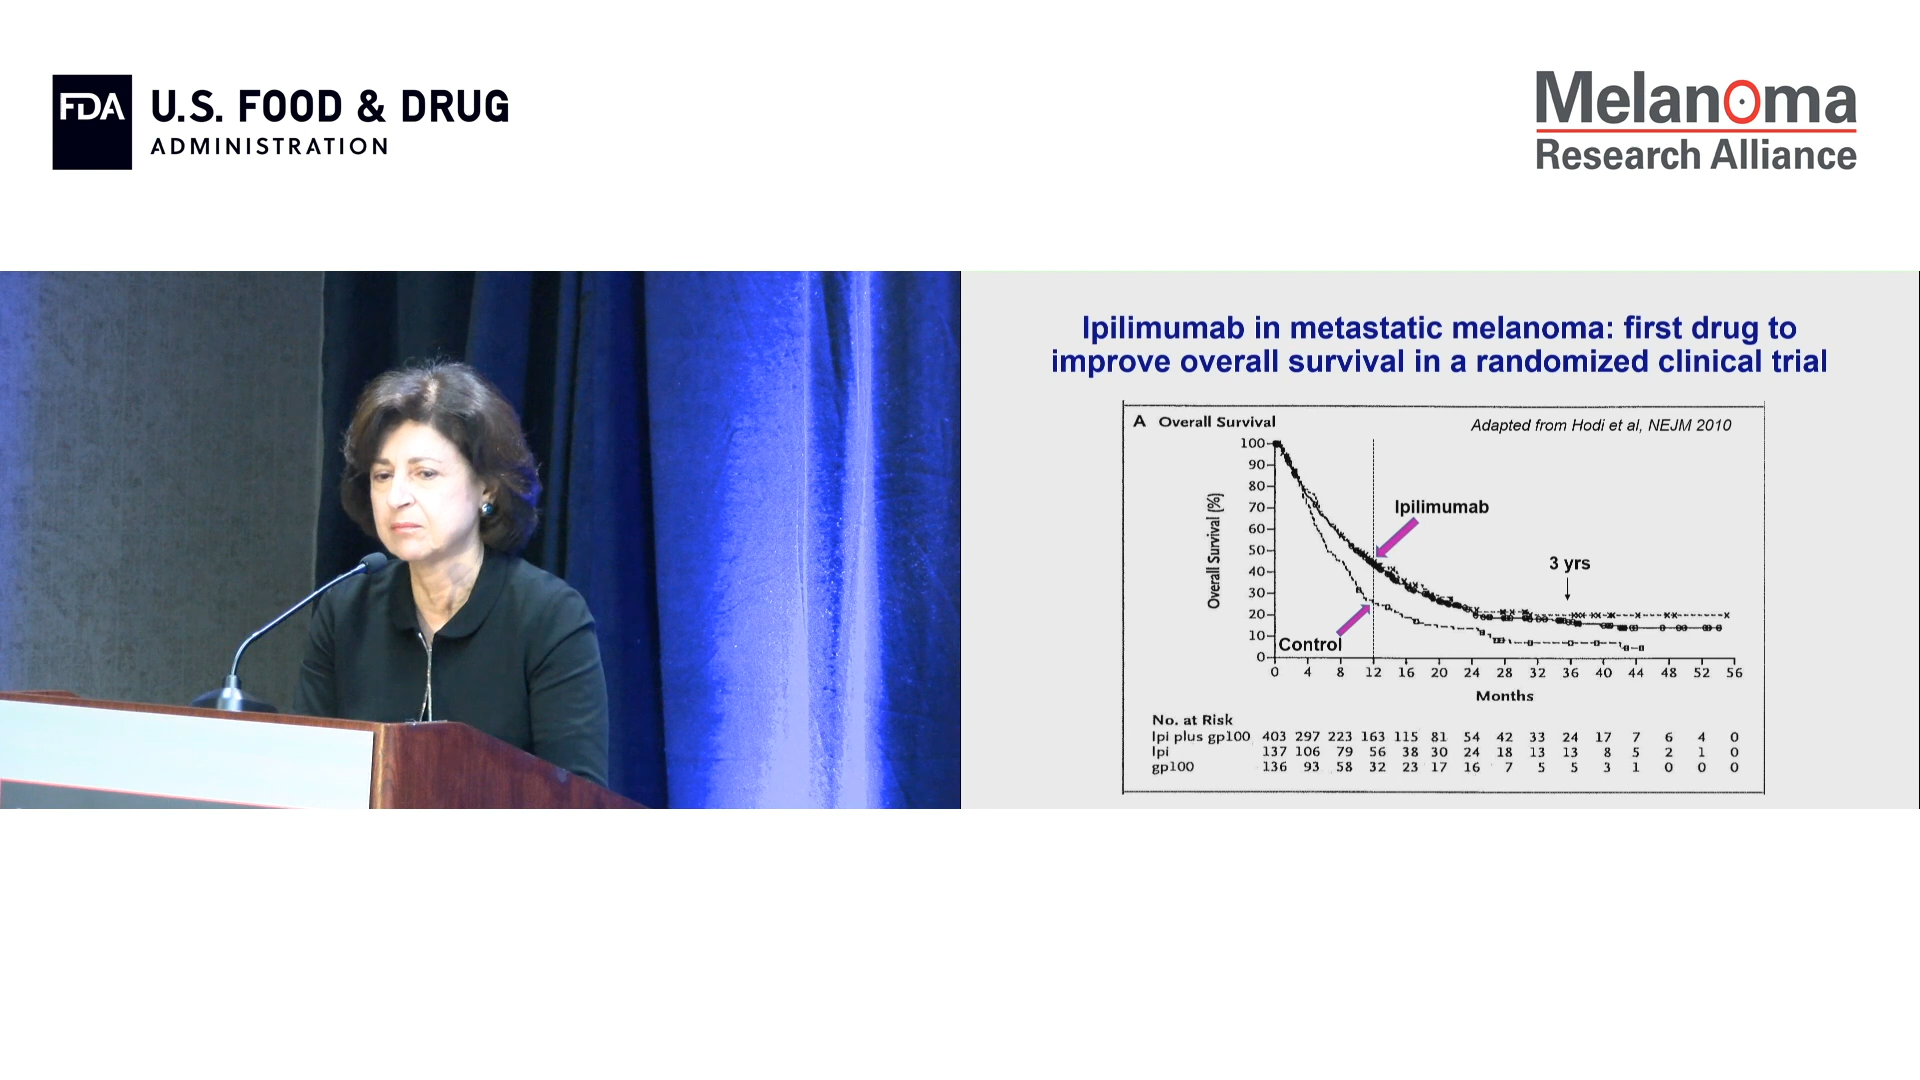 FDA
U.S. FOOD & DRUG
ADMINISTRATION
Melanoma
Research Alliance
Ipilimumab in metastatic melanoma: first drug to
improve overall survival in a randomized clinical trial
A Overall Survival
Adapted from Hodi et al, NEJM 2010
Overall Survival (%)
100
90
80
70
60
50
40
30
20
10
0
Ipilimumab
3 yrs
Control
0 4 8 12 16 20 24 28 32 36 40 44 48 52 56
Months
No. at Risk
Ipi plus gp100 403 297 223 163 115 81 54 42 33 24 17 7 6 4 0
Ipi 137 106 79 56 38 30 24 18 13 13 8 5 2 1 0
gp100 136 93 58 32 23 17 16 7 5 5 3 1 0 0 0